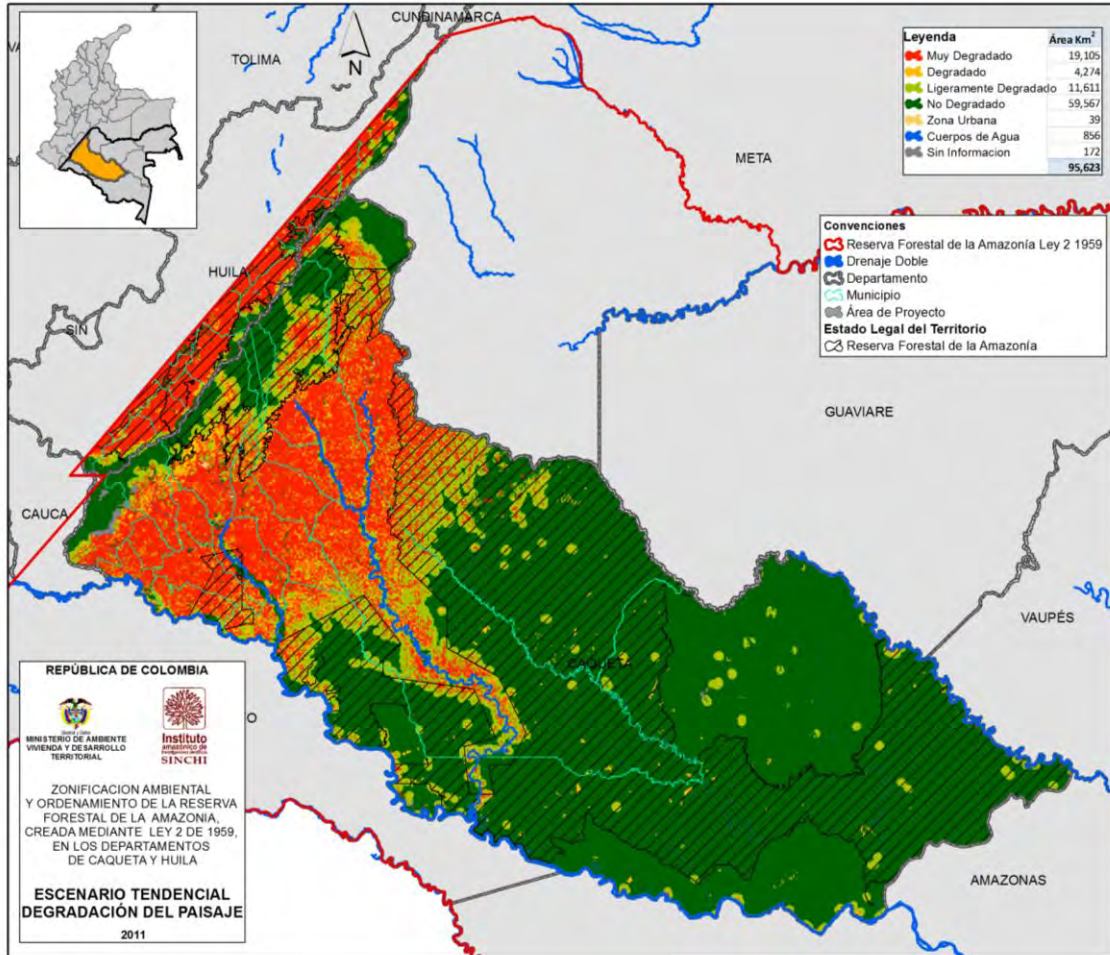 CUNDINAMARCA
TOLIMA
N
META
HUILA
SIN
GUAVIARE
CAUCA
VAUPÉS
CAQUETA
O
AMAZONAS
Leyenda Área Km²
Muy Degradado 19,105
Degradado 4,274
Ligeramente Degradado 11,611
No Degradado 59,567
Zona Urbana 39
Cuerpos de Agua 856
Sin Informacion 172
95,623
Convenciones
Reserva Forestal de la Amazonía Ley 2 1959
Drenaje Doble
Departamento
Municipio
Área de Proyecto
Estado Legal del Territorio
Reserva Forestal de la Amazonía
REPÚBLICA DE COLOMBIA
MINISTERIO DE AMBIENTE
VIVIENDA Y DESARROLLO
TERRITORIAL
Instituto
amazónico de
SINCHI
ZONIFICACION AMBIENTAL
Y ORDENAMIENTO DE LA RESERVA
FORESTAL DE LA AMAZONIA,
CREADA MEDIANTE LEY 2 DE 1959,
EN LOS DEPARTAMENTOS
DE CAQUETA Y HUILA
ESCENARIO TENDENCIAL
DEGRADACIÓN DEL PAISAJE
2011